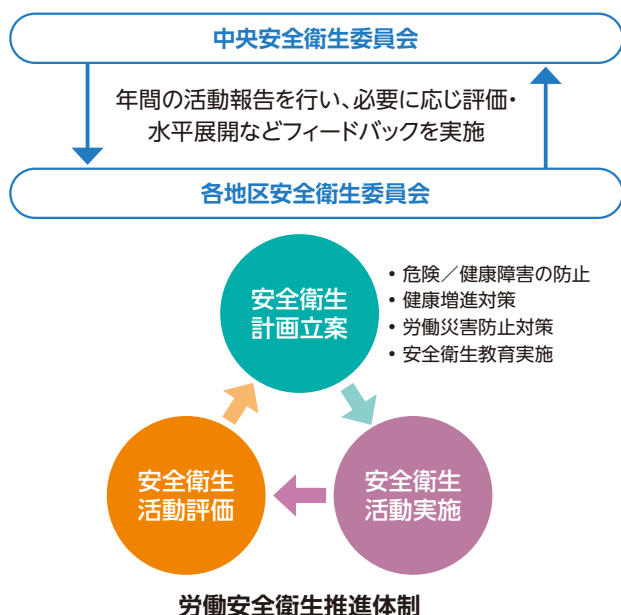 中央安全衛生委員会
年間の活動報告を行い、必要に応じ評価・
水平展開などフィードバックを実施
各地区安全衛生委員会
安全衛生
計画立案
• 危険／健康障害の防止
• 健康増進対策
• 労働災害防止対策
• 安全衛生教育実施
安全衛生
活動評価
安全衛生
活動実施
労働安全衛生推進体制